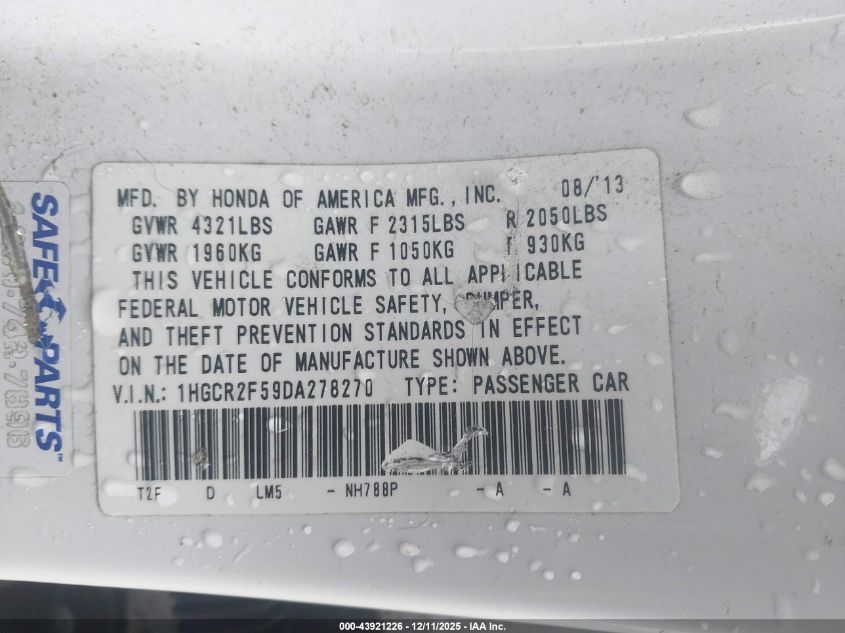 MFD. BY HONDA OF AMERICA MFG., INC. 08/'13
GVWR 4321LBS GAWR F 2315LBS R 2050LBS
GVWR 1960KG GAWR F 1050KG 930KG
THIS VEHICLE CONFORMS TO ALL APPLICABLE
FEDERAL MOTOR VEHICLE SAFETY, BUMPER,
AND THEFT PREVENTION STANDARDS IN EFFECT
ON THE DATE OF MANUFACTURE SHOWN ABOVE.
V.I.N.: 1HGCR2F59DA278270 TYPE: PASSENGER CAR
T2F D LM5 - NH788P - A - A
SAFE PARTS™
000-43921226 - 12/11/2025 - IAA Inc.